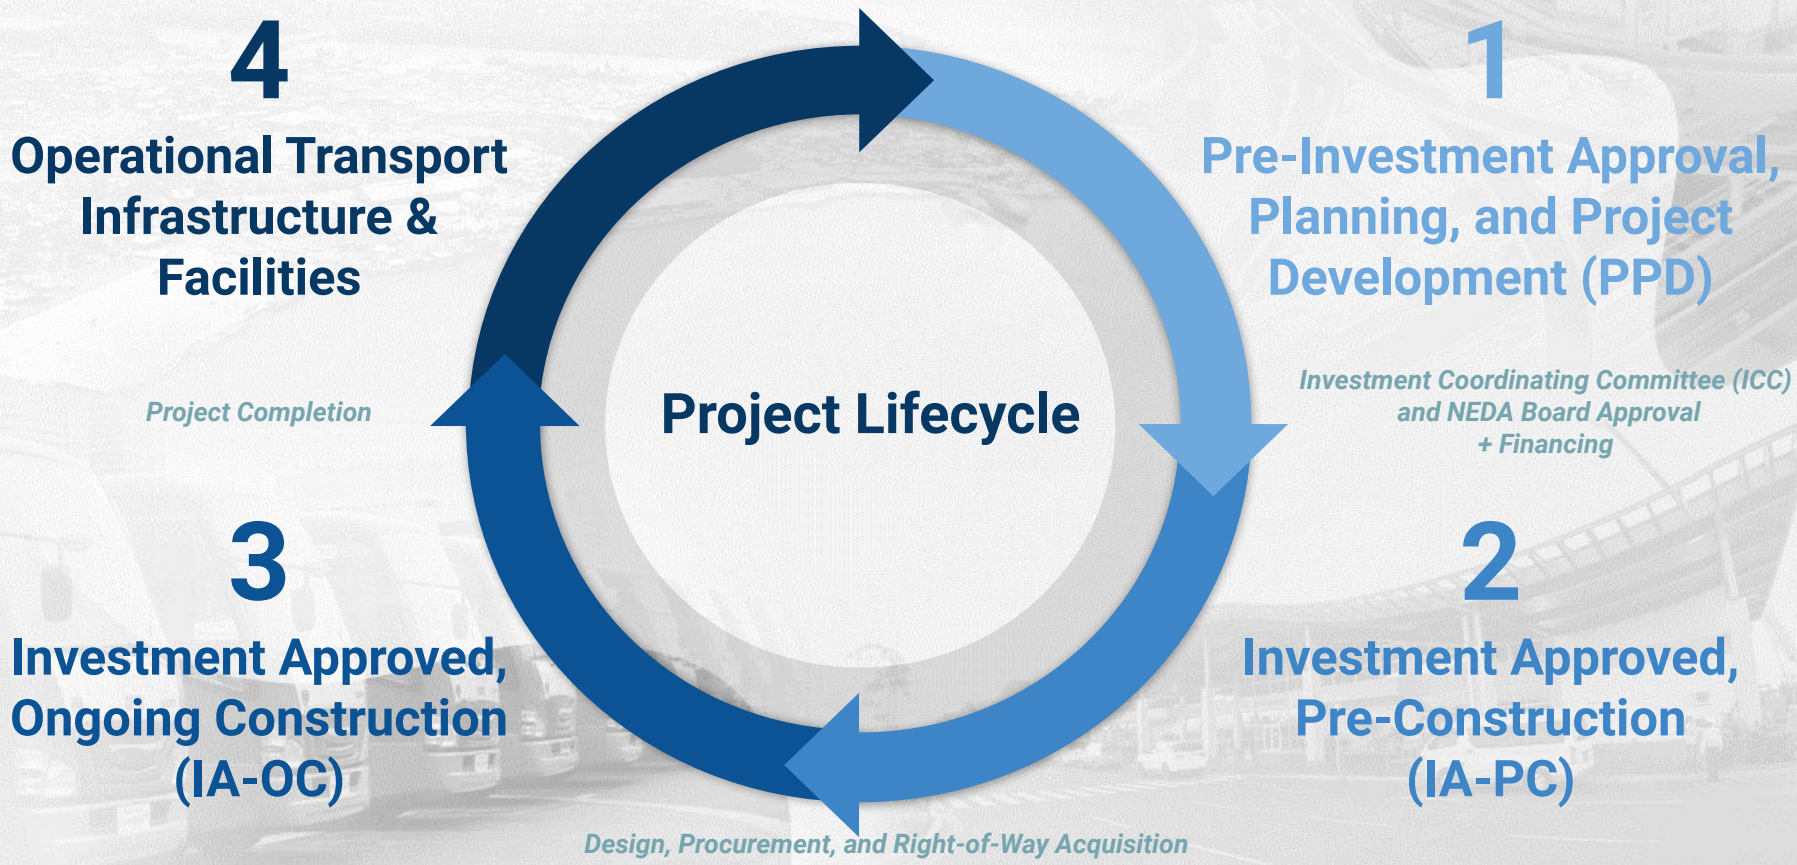 4
Operational Transport
Infrastructure &
Facilities
1
Pre-Investment Approval,
Planning, and Project
Development (PPD)
Project Completion
Project Lifecycle
Investment Coordinating Committee (ICC)
and NEDA Board Approval
+ Financing
3
Investment Approved,
Ongoing Construction
(IA-OC)
2
Investment Approved,
Pre-Construction
(IA-PC)
Design, Procurement, and Right-of-Way Acquisition